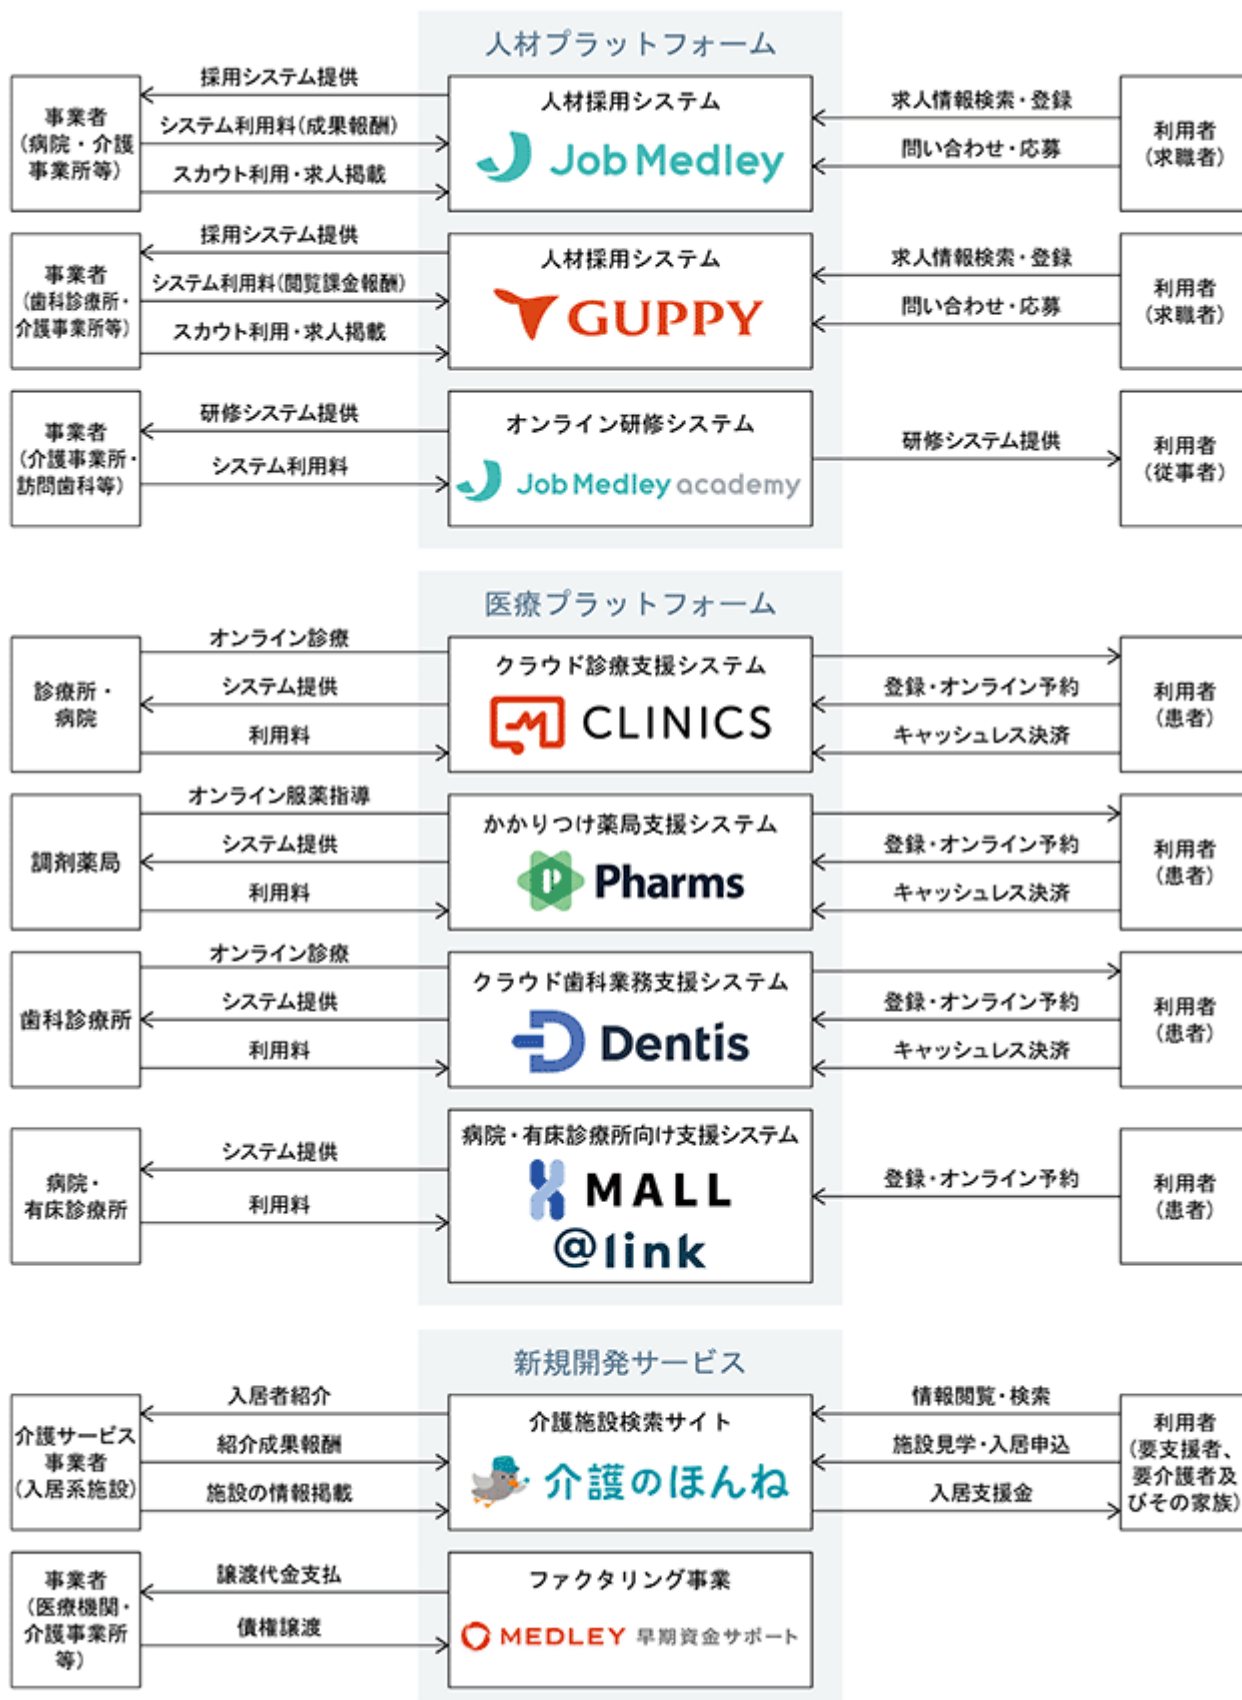 人材プラットフォーム
事業者
(病院・介護
事業所等)
採用システム提供
システム利用料(成果報酬)
スカウト利用・求人掲載
人材採用システム
Job Medley
求人情報検索・登録
問い合わせ・応募
利用者
(求職者)
事業者
(歯科診療所・
介護事業所等)
採用システム提供
システム利用料(閲覧課金報酬)
スカウト利用・求人掲載
人材採用システム
GUPPY
求人情報検索・登録
問い合わせ・応募
利用者
(求職者)
事業者
(介護事業所・
訪問歯科等)
研修システム提供
システム利用料
オンライン研修システム
Job Medley academy
研修システム提供
利用者
(従事者)
医療プラットフォーム
診療所・
病院
オンライン診療
システム提供
利用料
クラウド診療支援システム
CLINICS
登録・オンライン予約
キャッシュレス決済
利用者
(患者)
調剤薬局
オンライン服薬指導
システム提供
利用料
かかりつけ薬局支援システム
P Pharms
登録・オンライン予約
キャッシュレス決済
利用者
(患者)
歯科診療所
オンライン診療
システム提供
利用料
クラウド歯科業務支援システム
Dentis
登録・オンライン予約
キャッシュレス決済
利用者
(患者)
病院・
有床診療所
システム提供
利用料
病院・有床診療所向け支援システム
MALL
@link
登録・オンライン予約
利用者
(患者)
新規開発サービス
介護サービス
事業者
(入居系施設)
入居者紹介
紹介成果報酬
施設の情報掲載
介護施設検索サイト
介護のほんね
情報閲覧・検索
施設見学・入居申込
入居支援金
利用者
(要支援者、
要介護者及
びその家族)
事業者
(医療機関・
介護事業所
等)
譲渡代金支払
債権譲渡
ファクタリング事業
MEDLEY 早期資金サポート